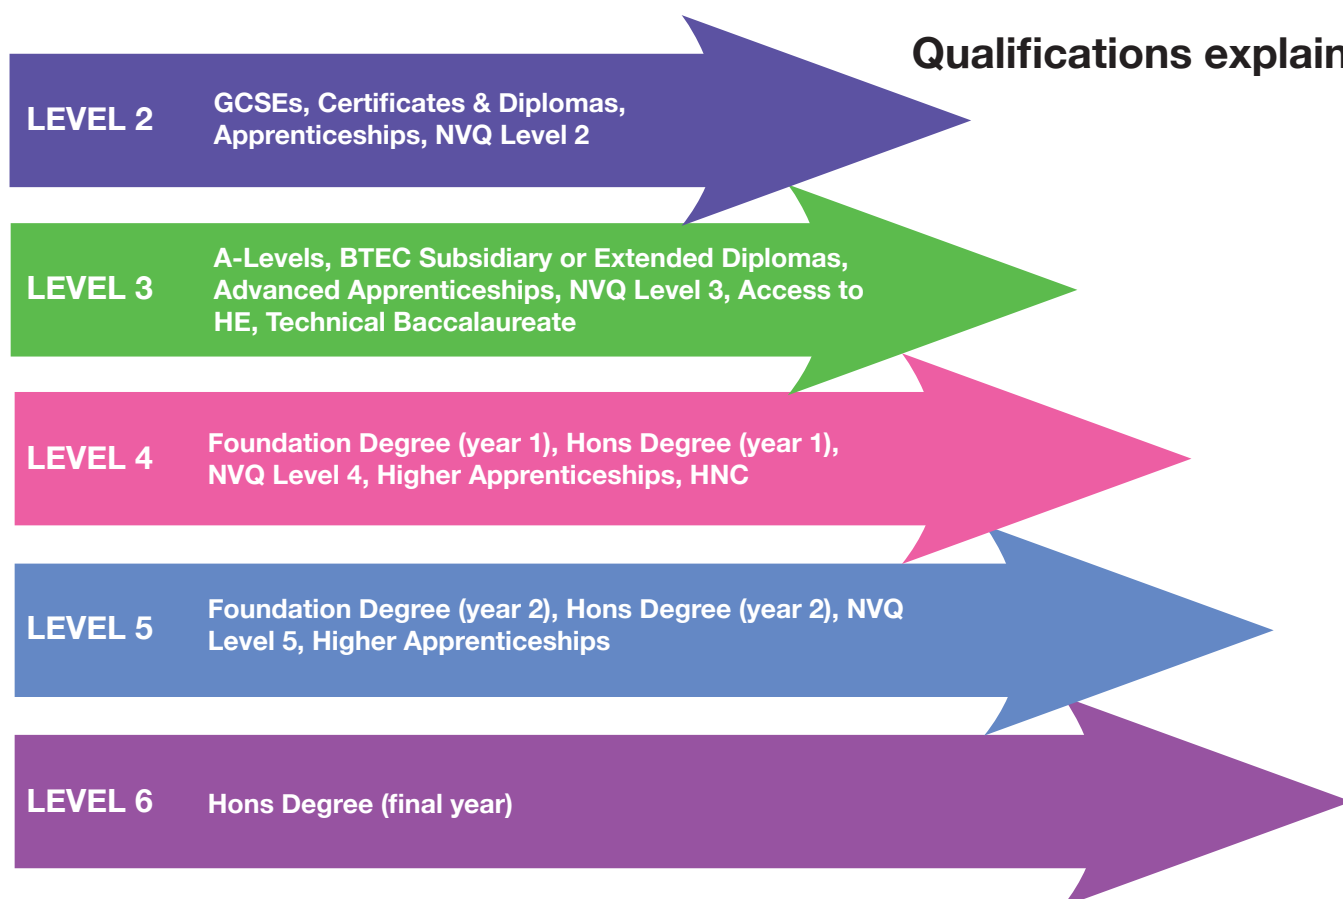 Qualifications explain
LEVEL 2
GCSEs, Certificates & Diplomas,
Apprenticeships, NVQ Level 2
LEVEL 3
A-Levels, BTEC Subsidiary or Extended Diplomas,
Advanced Apprenticeships, NVQ Level 3, Access to
HE, Technical Baccalaureate
LEVEL 4
Foundation Degree (year 1), Hons Degree (year 1),
NVQ Level 4, Higher Apprenticeships, HNC
LEVEL 5
Foundation Degree (year 2), Hons Degree (year 2), NVQ
Level 5, Higher Apprenticeships
LEVEL 6
Hons Degree (final year)